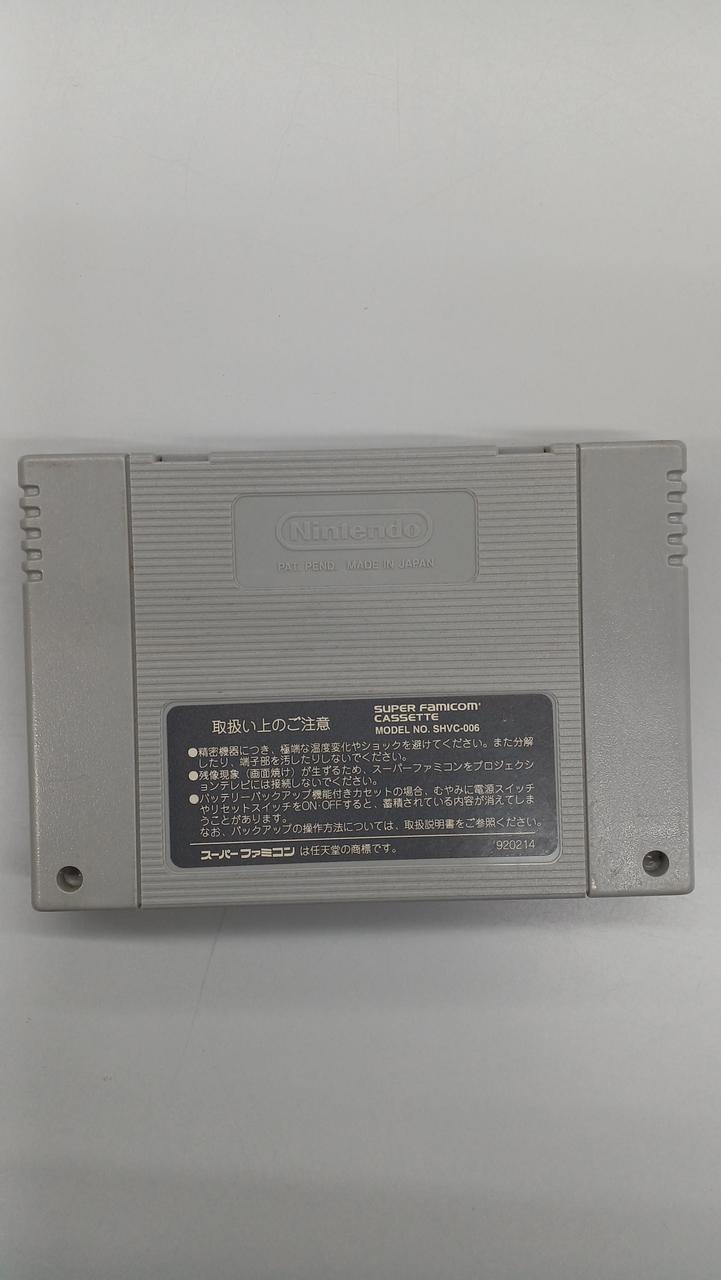 Nintendo
PAT. PEND. MADE IN JAPAN
取扱い上のご注意
SUPER FAMICOM
CASSETTE
MODEL NO. SHVC-006
●精密機器につき、極端な温度変化やショックを避けてください。また分解
したり、端子部を汚したりしないでください。
●残像現象（画面焼け）が生ずるため、スーパーファミコンをプロジェクシ
ョンテレビには接続しないでください。
●バッテリーバックアップ機能付きカセットの場合、むやみに電源スイッチ
やリセットスイッチをON・OFFすると、蓄積されている内容が消えてしま
うことがあります。
なお、バックアップの操作方法については、取扱説明書をご参照ください。
スーパーファミコンは任天堂の商標です。
920214